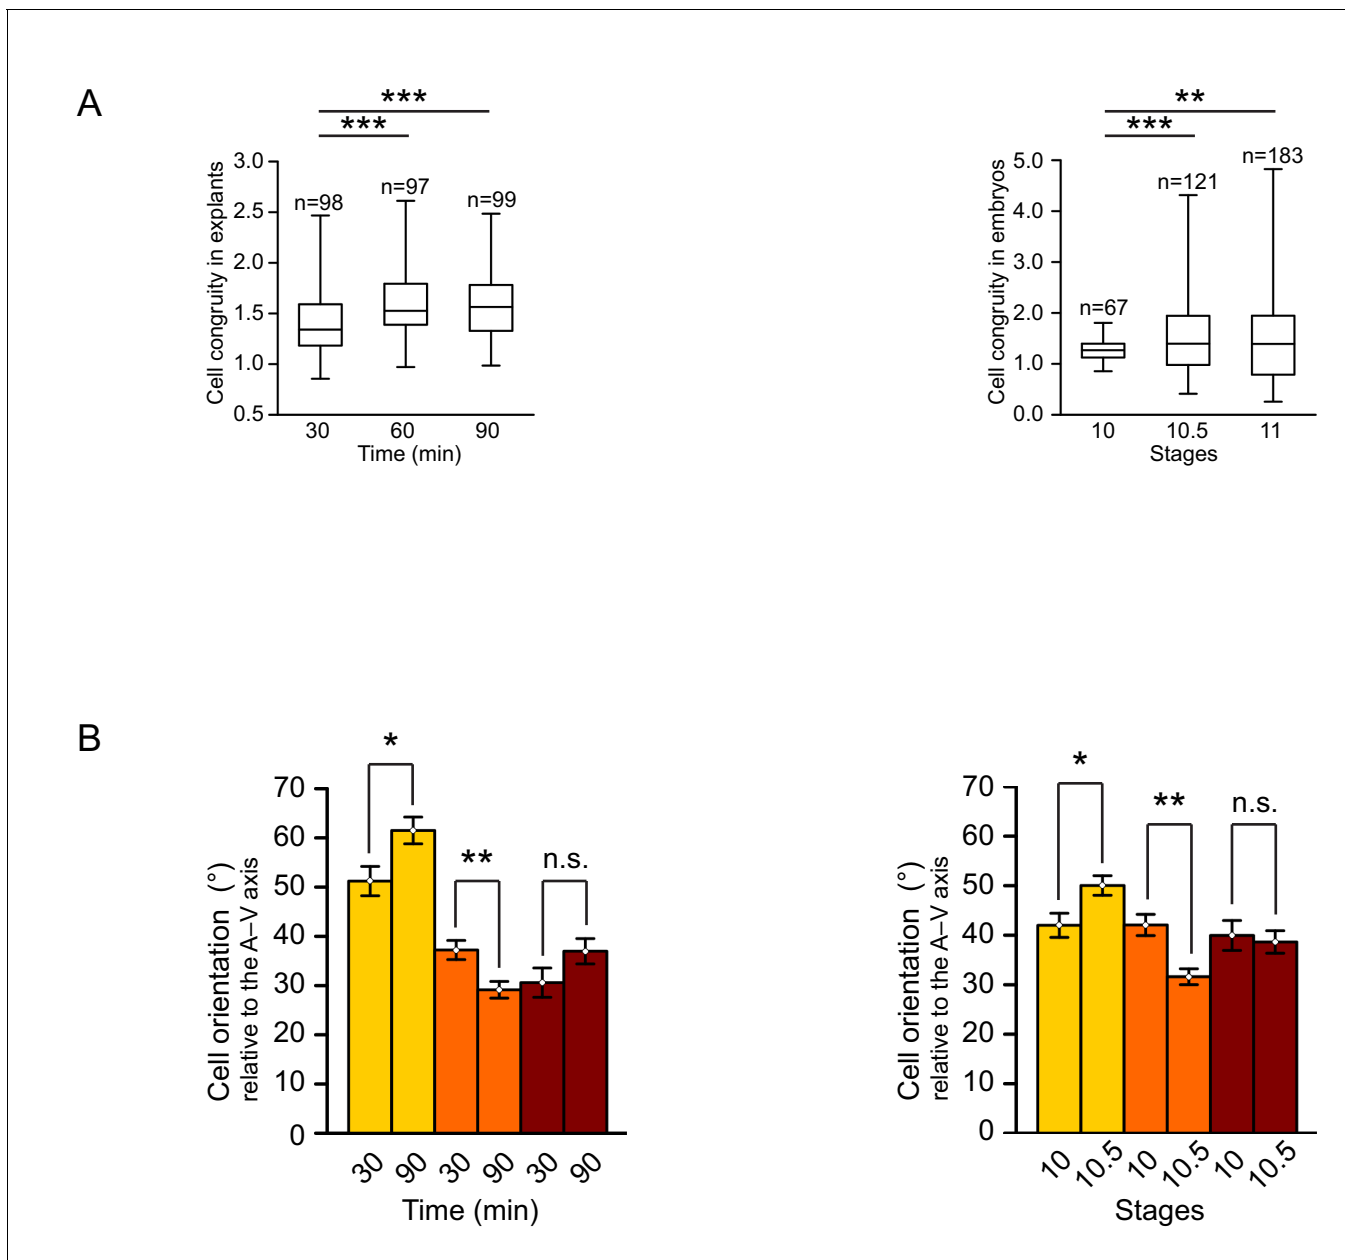 A
***
***
Cell congruity in explants
3.0
2.5
2.0
1.5
1.0
0.5
n=98
n=97
n=99
30 60 90
Time (min)
**
***
Cell congruity in embryos
5.0
4.0
3.0
2.0
1.0
0.0
n=67
n=121
n=183
10 10.5 11
Stages
B
Cell orientation (°)
relative to the A–V axis
70
60
50
40
30
20
10
0
*
**
n.s.
30 90 30 90 30 90
Time (min)
Cell orientation (°)
relative to the A–V axis
70
60
50
40
30
20
10
0
*
**
n.s.
10 10.5 10 10.5 10 10.5
Stages